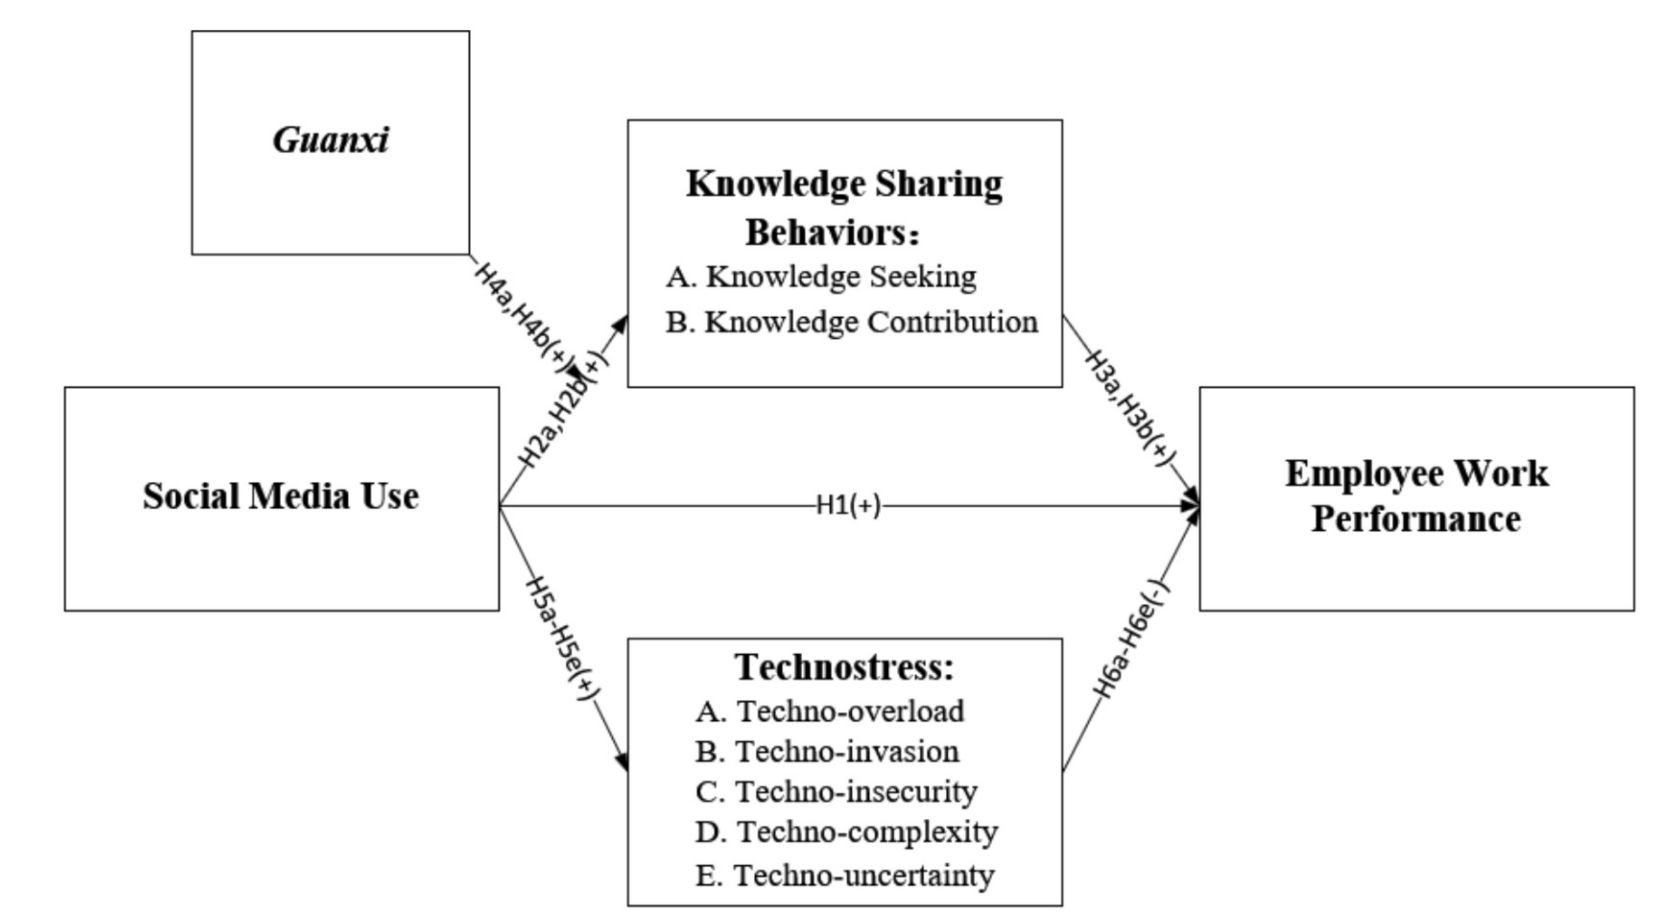 Guanxi
Knowledge Sharing
Behaviors：
A. Knowledge Seeking
B. Knowledge Contribution
H4a,H4b(+)
H2a,H2b(+)
H3a,H3b(+)
Social Media Use
H1(+)
Employee Work
Performance
H5a-H5e(+)
H6a-H6e(-)
Technostress:
A. Techno-overload
B. Techno-invasion
C. Techno-insecurity
D. Techno-complexity
E. Techno-uncertainty